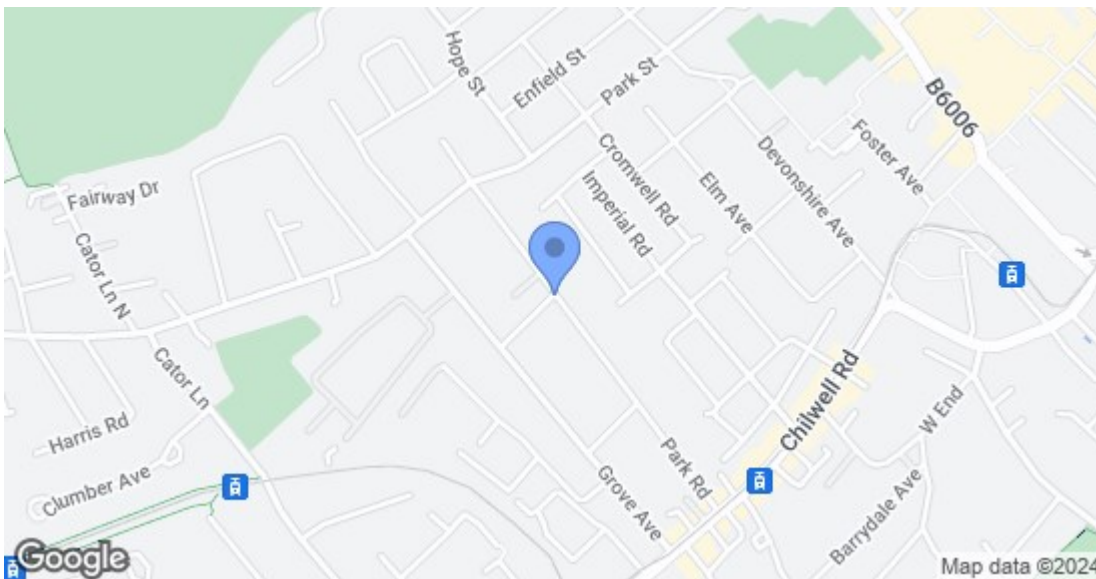 Hope St
Enfield St
Park St
B6006
Foster Ave
Cromwell Rd
Devonshire Ave
Elm Ave
Imperial Rd
Fairway Dr
Cator Ln N
Cator Ln
Chilwell Rd
W End
Harris Rd
Park Rd
Clumber Ave
Grove Ave
Barrydale Ave
Google
Map data ©2024